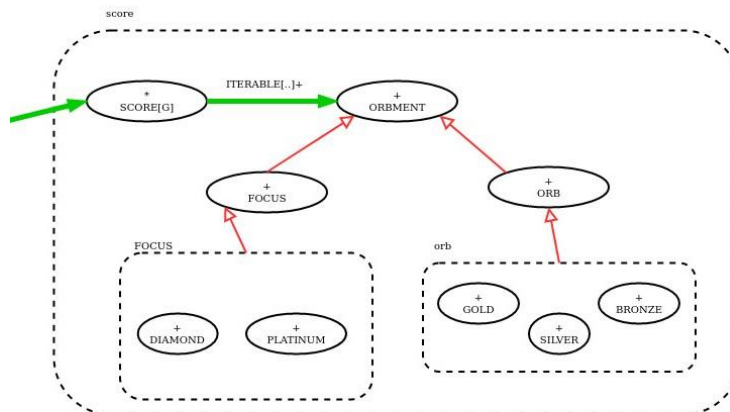 score
*
SCORE[G]
ITERABLE[..]+
+
ORBMENT
+
FOCUS
+
ORB
FOCUS
orb
+
DIAMOND
+
PLATINUM
+
GOLD
+
SILVER
+
BRONZE